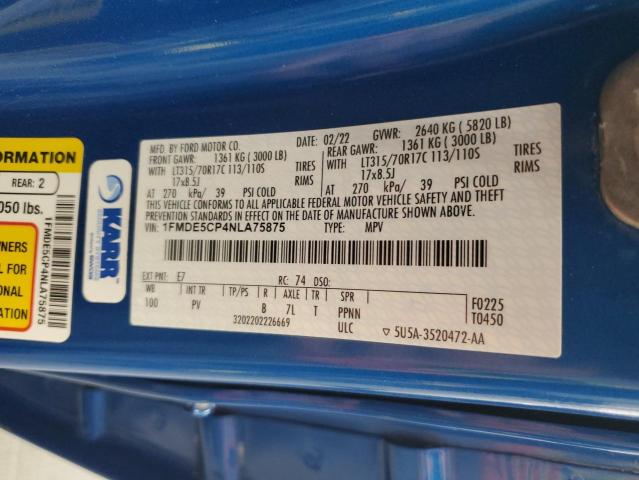 ORMATION
REAR: 2
050 lbs.
WNERS
L FOR
ONAL
ATION
1FMDE5CP4NLA75875
KARR
MFD. BY FORD MOTOR CO.
02/22
GVWR: 2640 KG ( 5820 LB)
FRONT GAWR: 1361 KG ( 3000 LB)
REAR GAWR: 1361 KG ( 3000 LB)
WITH LT315/70R17C 113/110S TIRES
WITH LT315/70R17C 113/110S TIRES
17x8.5J RIMS
17x8.5J RIMS
AT 270 kPa/ 39 PSI COLD
AT 270 kPa/ 39 PSI COLD
THIS VEHICLE CONFORMS TO ALL APPLICABLE FEDERAL MOTOR VEHICLE SAFETY AND THEFT
PREVENTION STANDARDS IN EFFECT ON THE DATE OF MANUFACTURE SHOWN ABOVE.
VIN: 1FMDE5CP4NLA75875
TYPE: MPV
EXT PNT: E7 RC: 74 DSO:
WB INT TR TP/PS R AXLE TR SPR
100 PV B 7L T PPNN
F0225
T0450
3202202226669
ULC
▽ 5U5A-3520472-AA